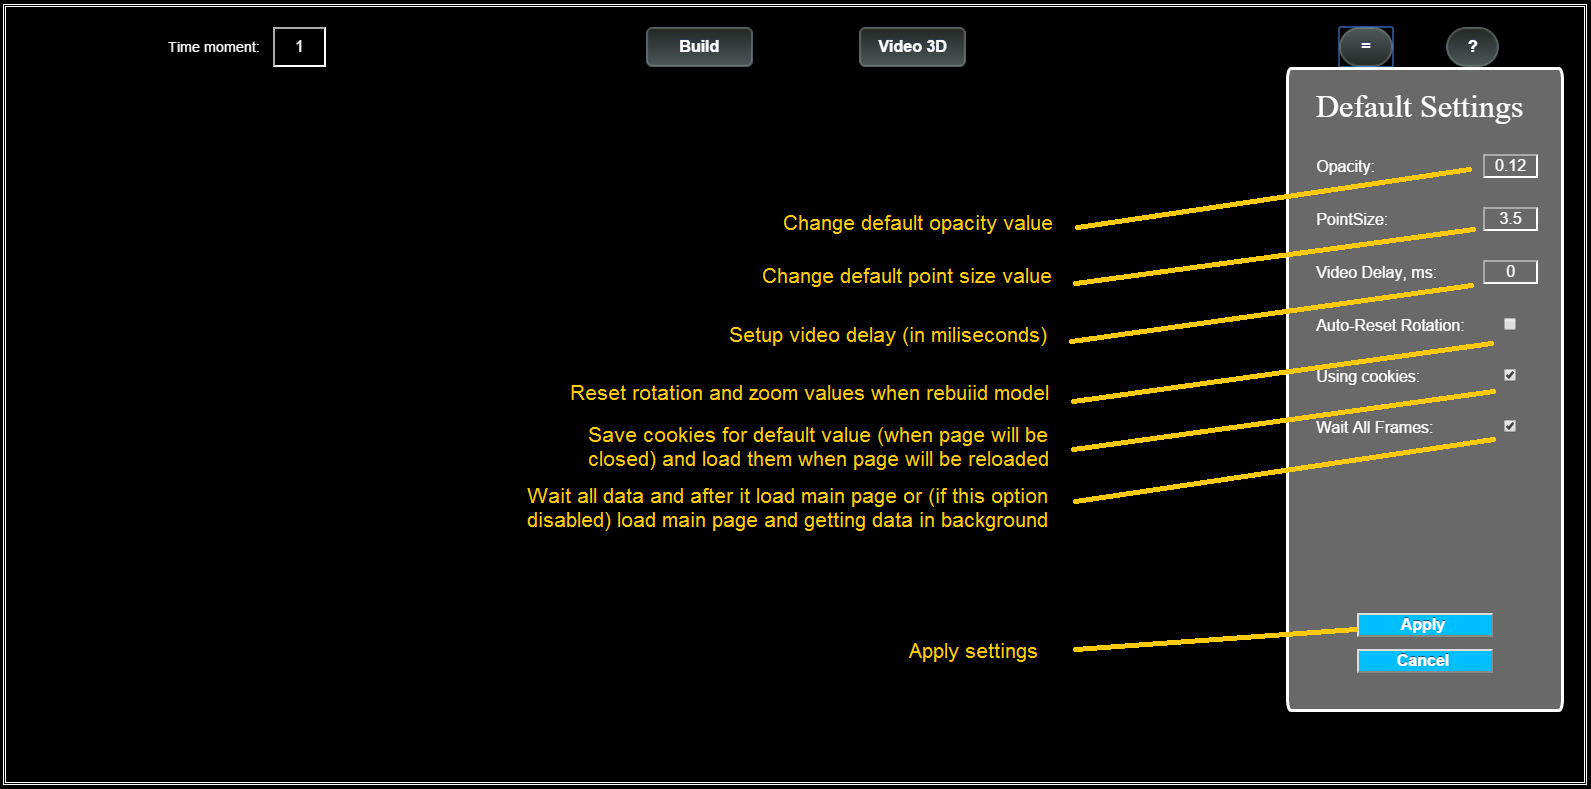 Time moment: 1 Build Video 3D = ?
Default Settings
Opacity: 0.12
Change default opacity value
PointSize: 3.5
Change default point size value
Video Delay, ms: 0
Setup video delay (in miliseconds)
Auto-Reset Rotation:
Reset rotation and zoom values when rebuiid model
Using cookies:
Save cookies for default value (when page will be
closed) and load them when page will be reloaded
Wait All Frames:
Wait all data and after it load main page or (if this option
disabled) load main page and getting data in background
Apply settings
Apply
Cancel